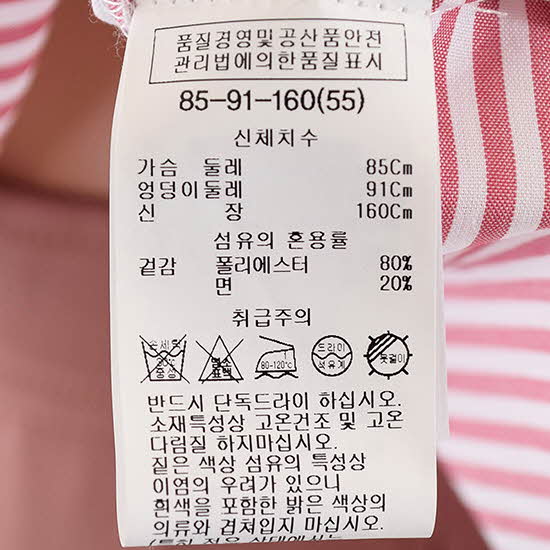 품질경영및공산품안전
관리법에의한품질표시
85-91-160(55)
신체치수
가슴 둘레 85Cm
엉덩이둘레 91Cm
신 장 160Cm
섬유의 혼용률
겉감 폴리에스터 80%
면 20%
취급주의
손세탁 30℃ 중성
염소 표백
80-120℃
드라이 석유계
옷걸이
반드시 단독드라이 하십시오.
소재특성상 고온건조 및 고온
다림질 하지마십시오.
짙은 색상 섬유의 특성상
이염의 우려가 있으니
흰색을 포함한 밝은 색상의
의류와 겹쳐입지 마십시오.